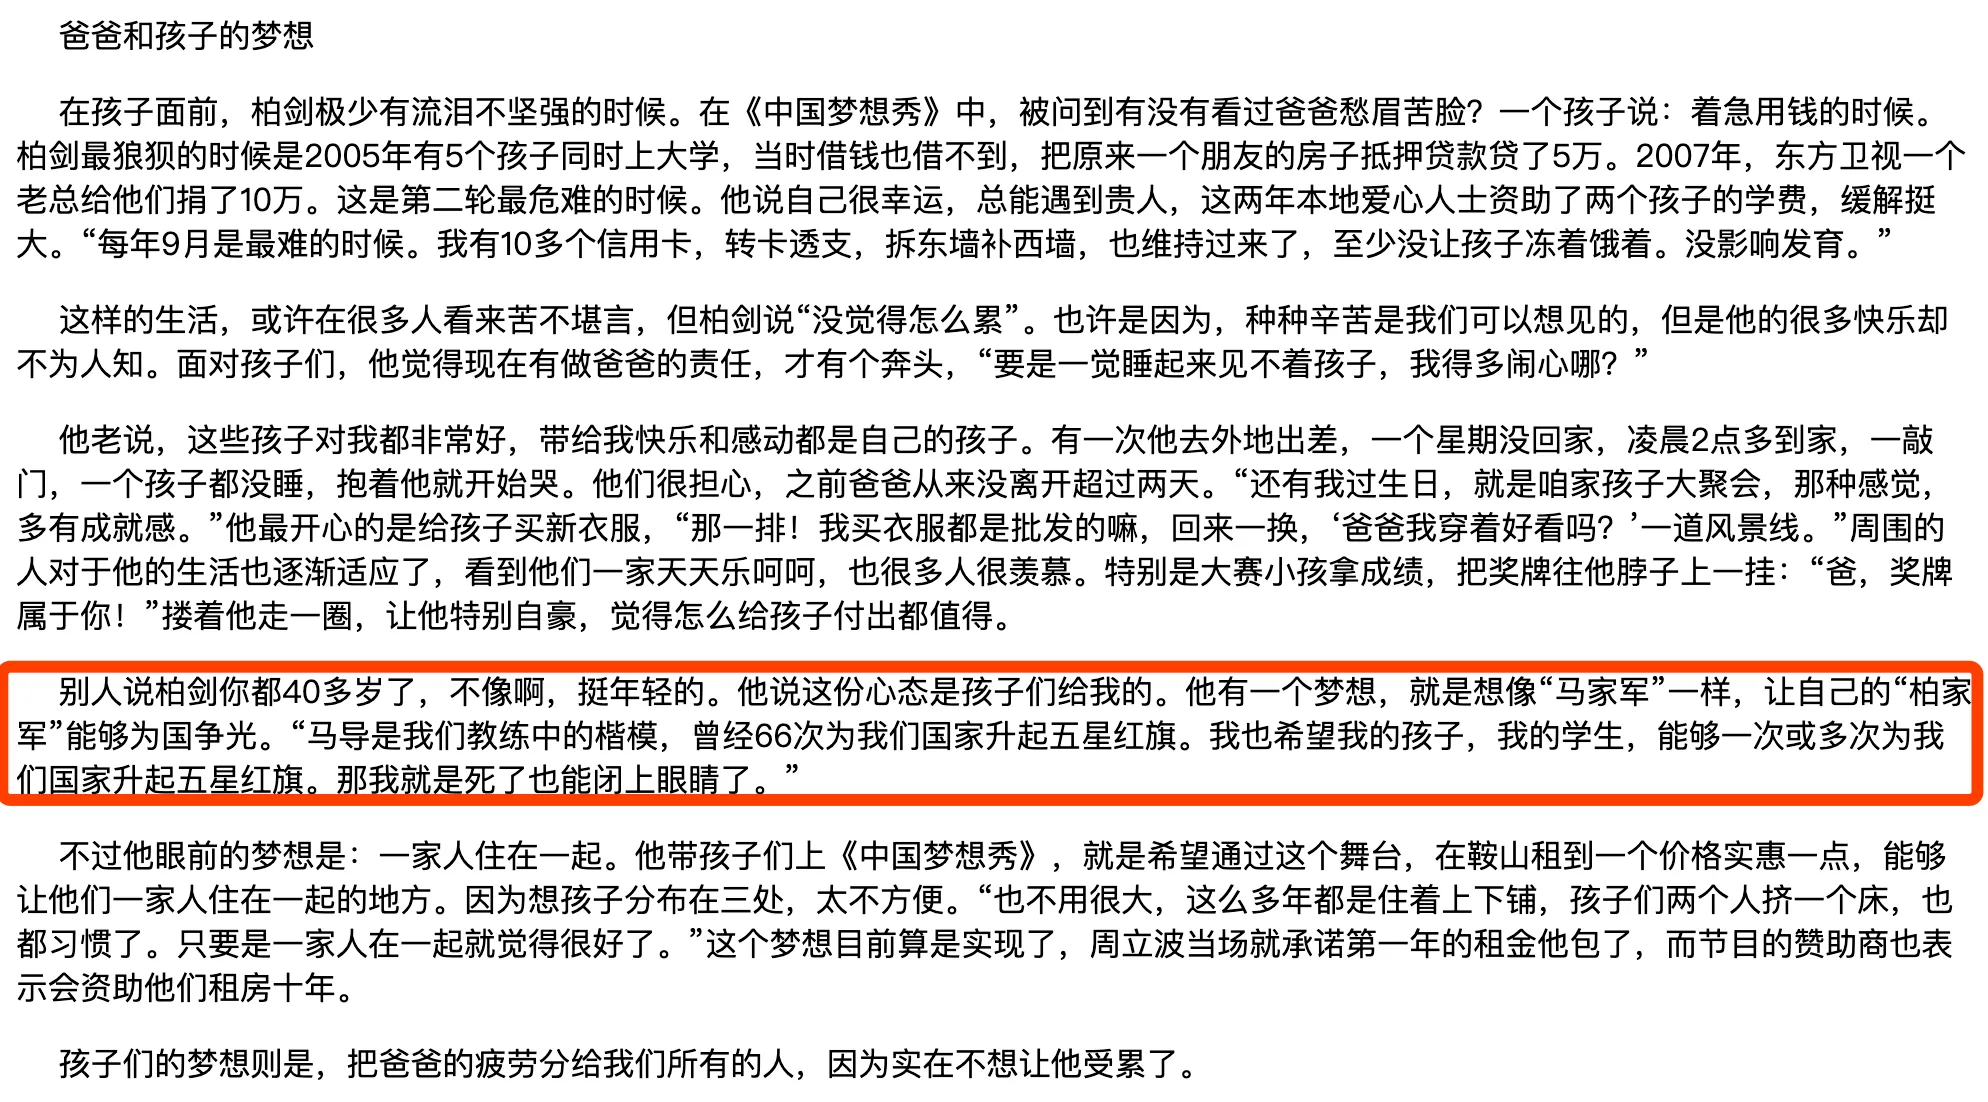 爸爸和孩子的梦想
在孩子面前，柏剑极少有流泪不坚强的时候。在《中国梦想秀》中，被问到有没有看过爸爸愁眉苦脸？一个孩子说：着急用钱的时候。
柏剑最狼狈的时候是2005年有5个孩子同时上大学，当时借钱也借不到，把原来一个朋友的房子抵押贷款贷了5万。2007年，东方卫视一个
老总给他们捐了10万。这是第二轮最危难的时候。他说自己很幸运，总能遇到贵人，这两年本地爱心人士资助了两个孩子的学费，缓解挺
大。“每年9月是最难的时候。我有10多个信用卡，转卡透支，拆东墙补西墙，也维持过来了，至少没让孩子冻着饿着。没影响发育。”
这样的生活，或许在很多人看来苦不堪言，但柏剑说“没觉得怎么累”。也许是因为，种种辛苦是我们可以想见的，但是他的很多快乐却
不为人知。面对孩子们，他觉得现在有做爸爸的责任，才有个奔头，“要是一觉睡起来见不着孩子，我得多闹心哪？”
他老说，这些孩子对我都非常好，带给我快乐和感动都是自己的孩子。有一次他去外地出差，一个星期没回家，凌晨2点多到家，一敲
门，一个孩子都没睡，抱着他就开始哭。他们很担心，之前爸爸从来没离开超过两天。“还有我过生日，就是咱家孩子大聚会，那种感觉，
多有成就感。”他最开心的是给孩子买新衣服，“那一排！我买衣服都是批发的嘛，回来一换，‘爸爸我穿着好看吗？’一道风景线。”周围的
人对于他的生活也逐渐适应了，看到他们一家天天乐呵呵，也很多人很羡慕。特别是大赛小孩拿成绩，把奖牌往他脖子上一挂：“爸，奖牌
属于你！”搂着他走一圈，让他特别自豪，觉得怎么给孩子付出都值得。
别人说柏剑你都40多岁了，不像啊，挺年轻的。他说这份心态是孩子们给我的。他有一个梦想，就是想像“马家军”一样，让自己的“柏家
军”能够为国争光。“马导是我们教练中的楷模，曾经66次为我们国家升起五星红旗。我也希望我的孩子，我的学生，能够一次或多次为我
们国家升起五星红旗。那我就是死了也能闭上眼睛了。”
不过他眼前的梦想是：一家人住在一起。他带孩子们上《中国梦想秀》，就是希望通过这个舞台，在鞍山租到一个价格实惠一点，能够
让他们一家人住在一起的地方。因为想孩子分布在三处，太不方便。“也不用很大，这么多年都是住着上下铺，孩子们两个人挤一个床，也
都习惯了。只要是一家人在一起就觉得很好了。”这个梦想目前算是实现了，周立波当场就承诺第一年的租金他包了，而节目的赞助商也表
示会资助他们租房十年。
孩子们的梦想则是，把爸爸的疲劳分给我们所有的人，因为实在不想让他受累了。